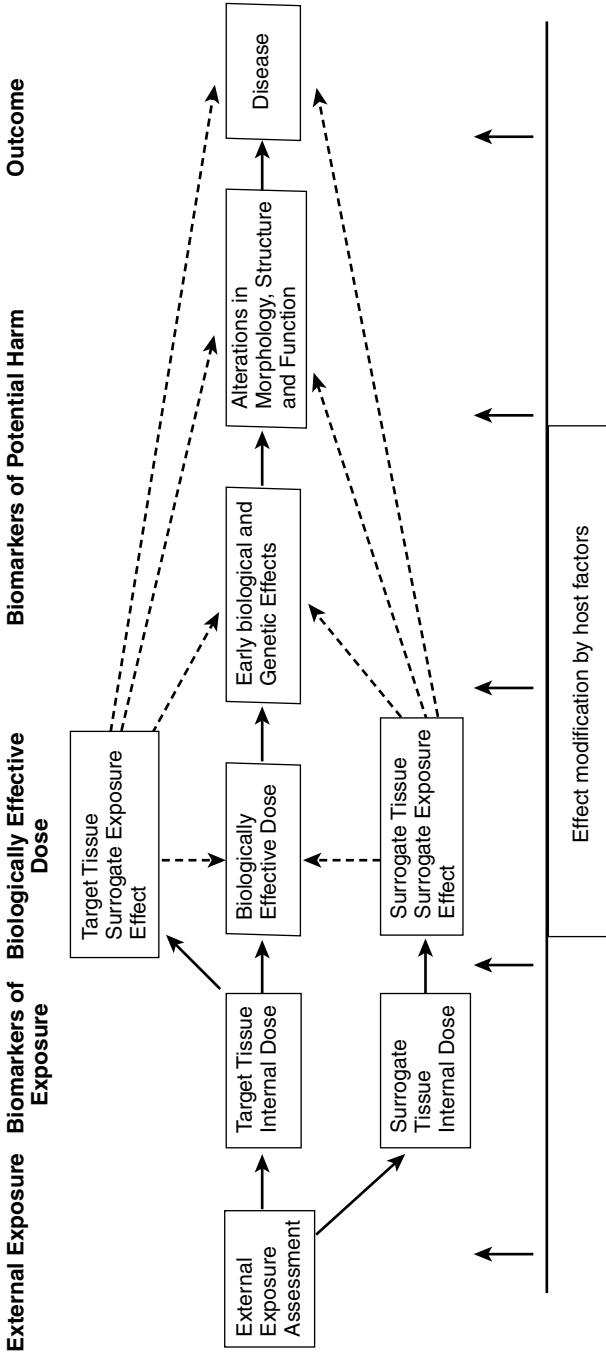 External Exposure
Biomarkers of
Exposure
Biologically Effective
Dose
Biomarkers of Potential Harm
Outcome
Target Tissue
Surrogate Exposure
Effect
External
Exposure
Assessment
Target Tissue
Internal Dose
Biologically
Effective Dose
Early biological and
Genetic Effects
Alterations in
Morphology, Structure
and Function
Disease
Surrogate
Tissue
Internal Dose
Surrogate Tissue
Surrogate Exposure
Effect
Effect modification by host factors